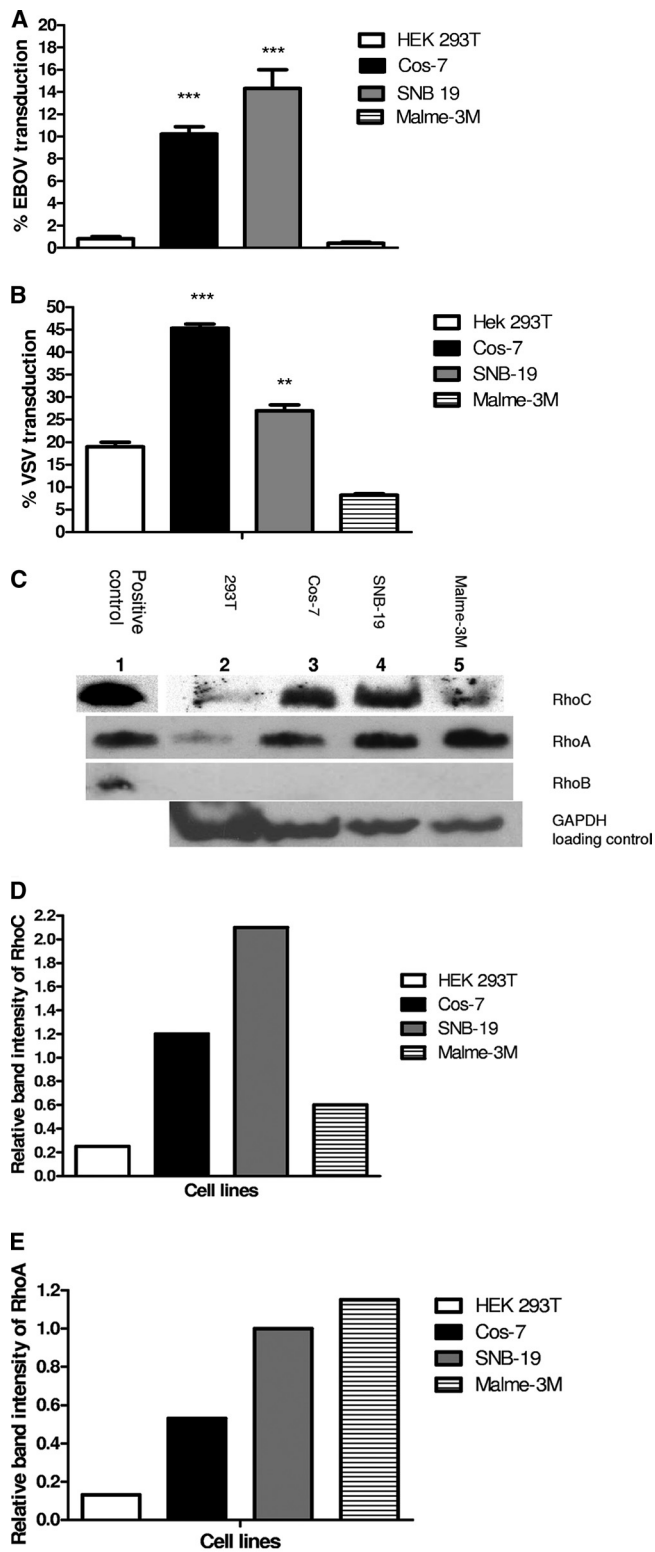 A
20
18
16
14
12
10
8
6
4
2
0
% EBOV transduction
***
***
HEK 293T
Cos-7
SNB 19
Malme-3M
B
50
45
40
35
30
25
20
15
10
5
0
% VSV transduction
***
**
Hek 293T
Cos-7
SNB-19
Malme-3M
C
Positive
control
293T
Cos-7
SNB-19
Malme-3M
1 2 3 4 5
RhoC
RhoA
RhoB
GAPDH
loading control
D
2.2
2.0
1.8
1.6
1.4
1.2
1.0
0.8
0.6
0.4
0.2
0.0
Relative band intensity of RhoC
Cell lines
HEK 293T
Cos-7
SNB-19
Malme-3M
E
1.2
1.0
0.8
0.6
0.4
0.2
0.0
Relative band intensity of RhoA
Cell lines
HEK 293T
Cos-7
SNB-19
Malme-3M